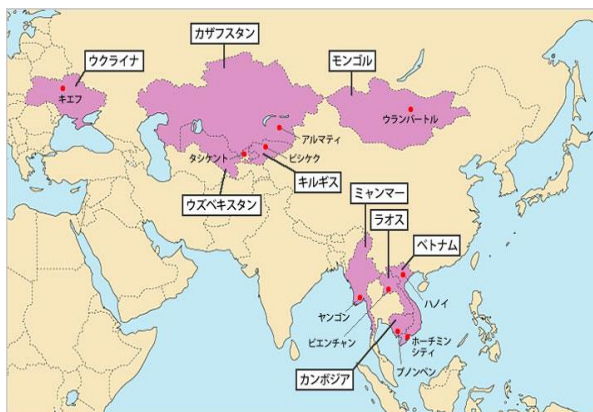 カザフスタン
ウクライナ
モンゴル
キエフ
ウランバートル
アルマティ
タシケント
ビシケク
キルギス
ウズベキスタン
ミャンマー
ラオス
ベトナム
ハノイ
ヤンゴン
ビエンチャン
ホーチミン
シティ
プノンペン
カンボジア